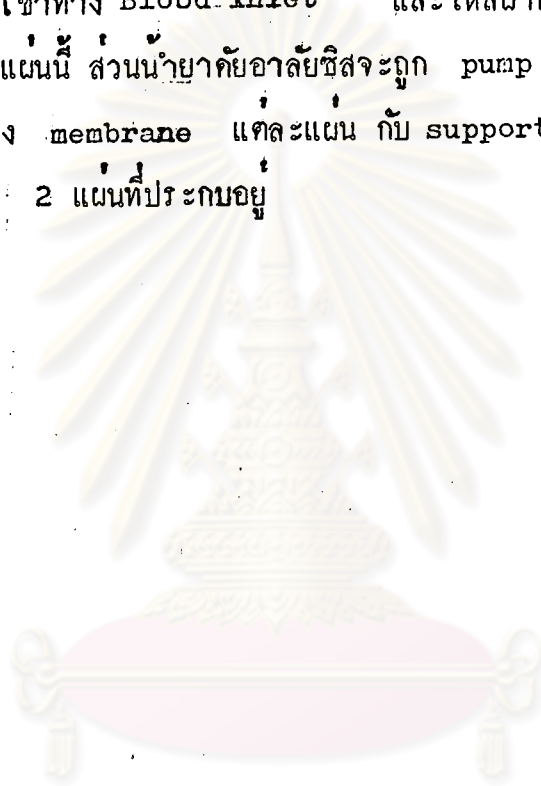 เข้าทาง Blood Inlet และไหลผ่าน
แผ่นนี้ ส่วนน้ำยาคัยอาลัยซิสจะถูก pump
ง membrane แต่ละแผ่น กับ support
2 แผ่นที่ประกบอยู่